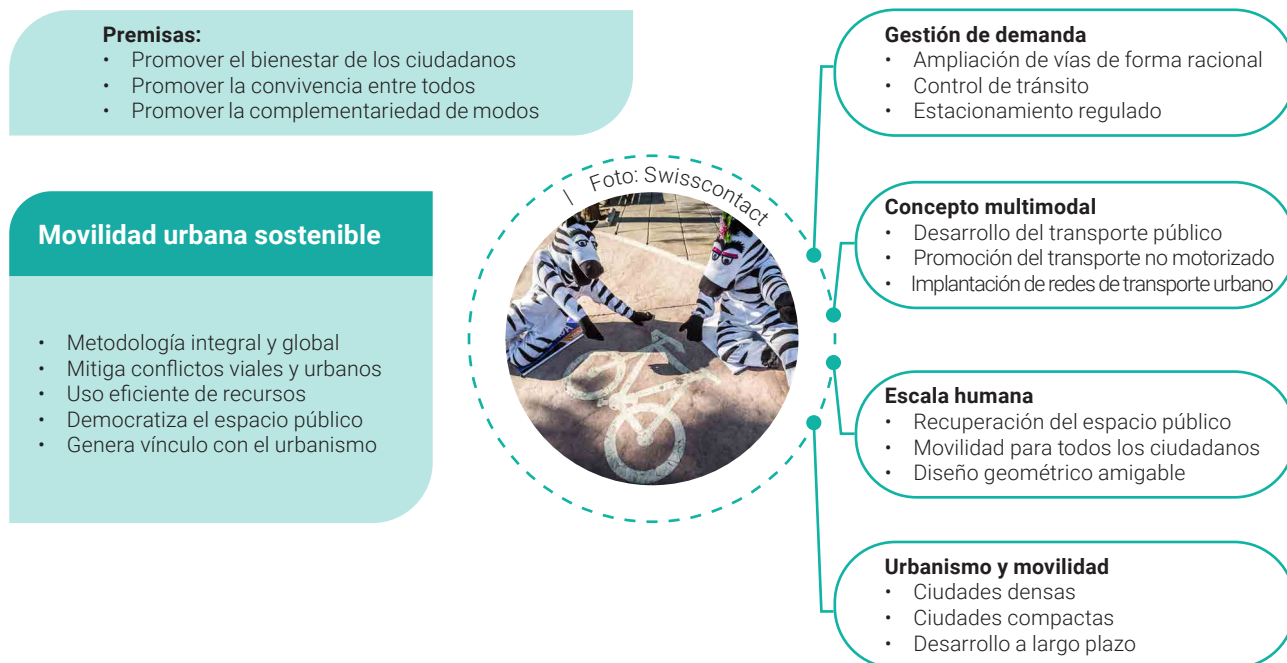 Premisas:
• Promover el bienestar de los ciudadanos
• Promover la convivencia entre todos
• Promover la complementariedad de modos
Movilidad urbana sostenible
• Metodología integral y global
• Mitiga conflictos viales y urbanos
• Uso eficiente de recursos
• Democratiza el espacio público
• Genera vínculo con el urbanismo
| Foto: Swisscontact
Gestión de demanda
• Ampliación de vías de forma racional
• Control de tránsito
• Estacionamiento regulado
Concepto multimodal
• Desarrollo del transporte público
• Promoción del transporte no motorizado
• Implantación de redes de transporte urbano
Escala humana
• Recuperación del espacio público
• Movilidad para todos los ciudadanos
• Diseño geométrico amigable
Urbanismo y movilidad
• Ciudades densas
• Ciudades compactas
• Desarrollo a largo plazo